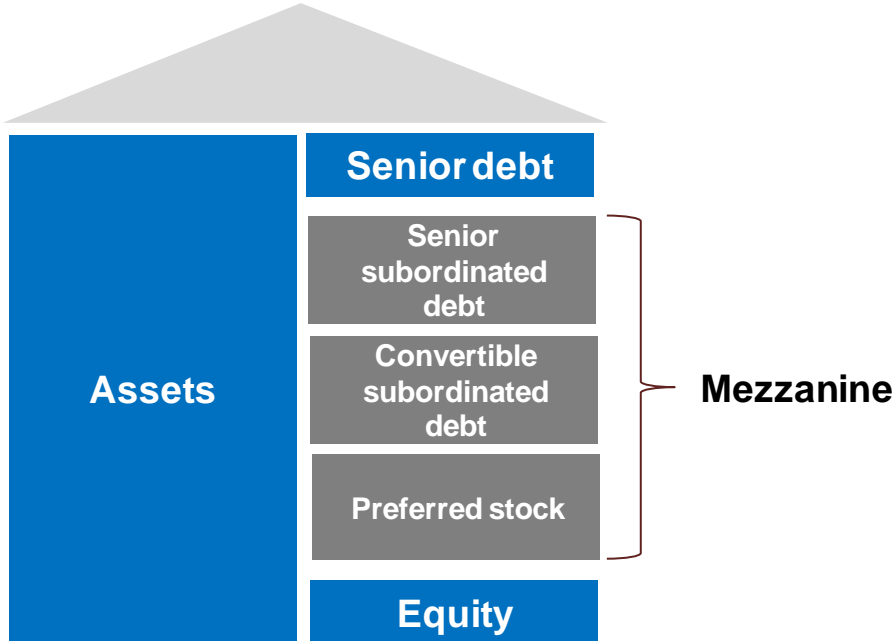 Senior debt
Senior
subordinated
debt
Assets
Convertible
subordinated
debt
Mezzanine
Preferred stock
Equity